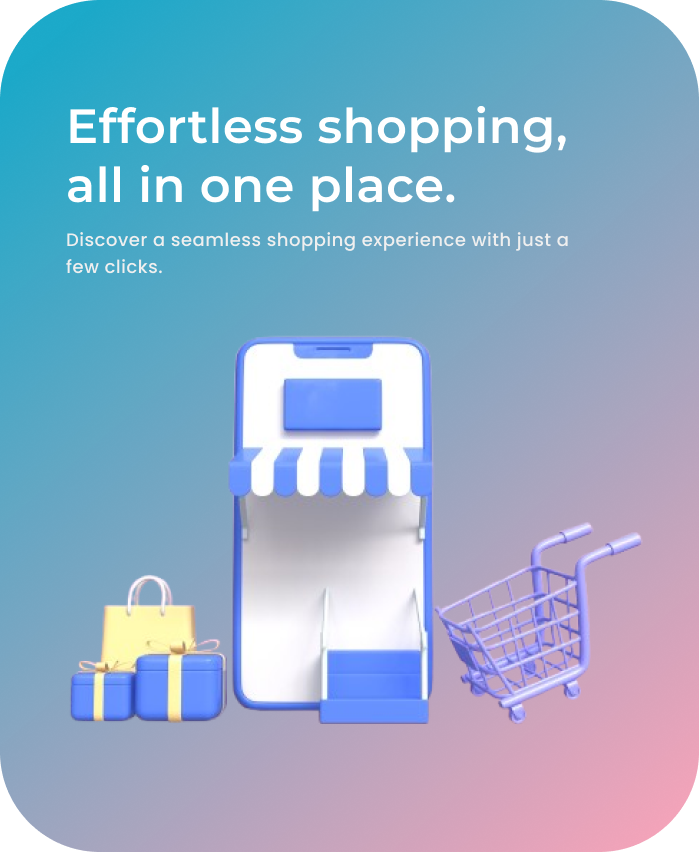 Effortless shopping,
all in one place.
Discover a seamless shopping experience with just a
few clicks.